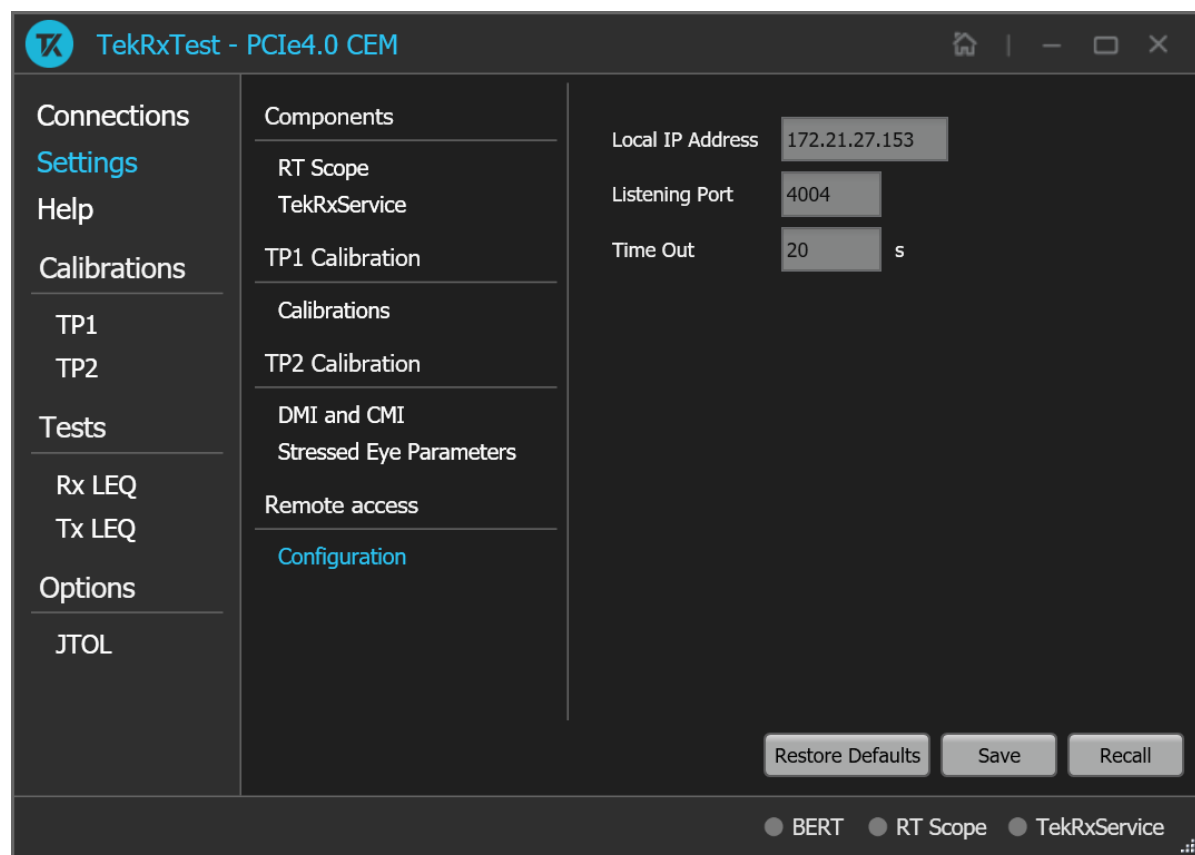 TK TekRxTest - PCIe4.0 CEM
Connections
Settings
Help
Calibrations
TP1
TP2
Tests
Rx LEQ
Tx LEQ
Options
JTOL
Components
RT Scope
TekRxService
TP1 Calibration
Calibrations
TP2 Calibration
DMI and CMI
Stressed Eye Parameters
Remote access
Configuration
Local IP Address 172.21.27.153
Listening Port 4004
Time Out 20 s
Restore Defaults Save Recall
BERT RT Scope TekRxService